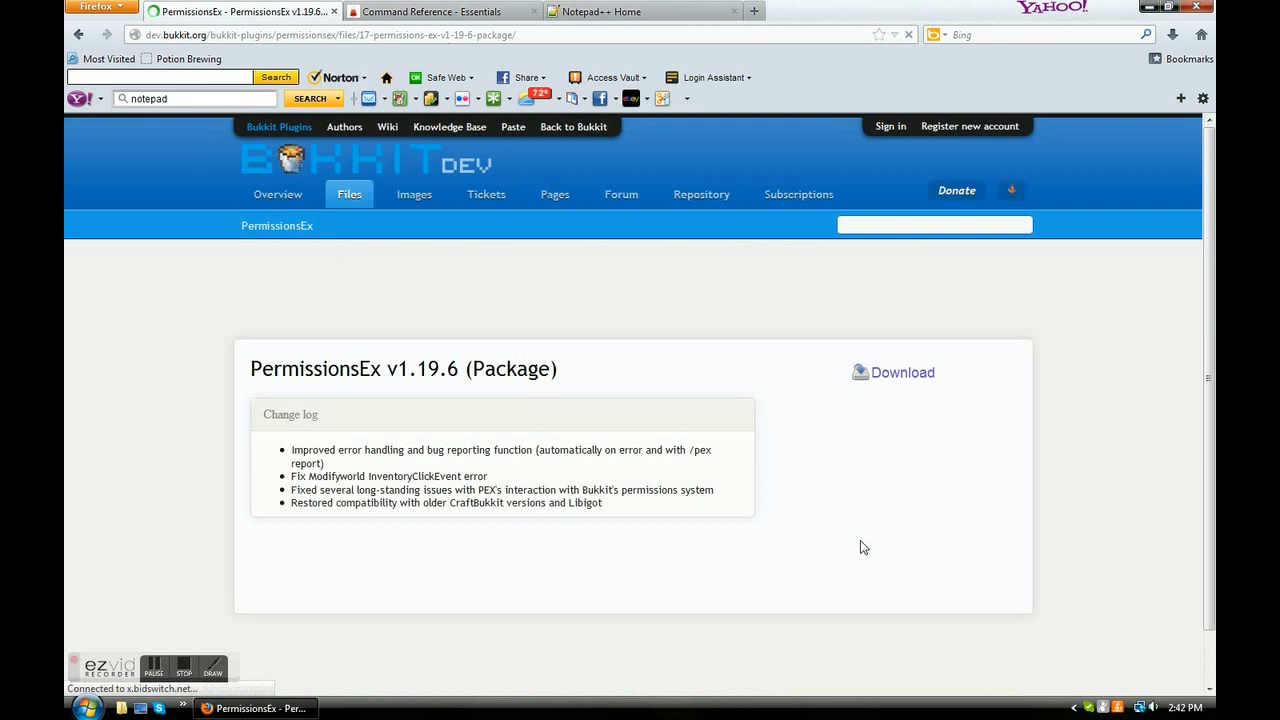 Firefox
PermissionsEx - PermissionsEx v1.19.6...
Command Reference - Essentials
Notepad++ Home
YAHOO!
dev.bukkit.org/bukkit-plugins/permissionsex/files/17-permissions-ex-v1-19-6-package/
Bing
Most Visited
Potion Brewing
Bookmarks
Search
Norton
Safe Web
Share
Access Vault
Login Assistant
Y!
notepad
SEARCH
72°
ebay
Bukkit Plugins
Authors
Wiki
Knowledge Base
Paste
Back to Bukkit
Sign in
Register new account
BUKKIT DEV
Overview
Files
Images
Tickets
Pages
Forum
Repository
Subscriptions
Donate
PermissionsEx
PermissionsEx v1.19.6 (Package)
Download
Change log
Improved error handling and bug reporting function (automatically on error and with /pex
report)
Fix Modifyworld InventoryClickEvent error
Fixed several long-standing issues with PEX's interaction with Bukkit's permissions system
Restored compatibility with older CraftBukkit versions and Libigot
ezvid
RECORDER
PAUSE
STOP
DRAW
Connected to x.bidswitch.net...
PermissionsEx - Per...
2:42 PM